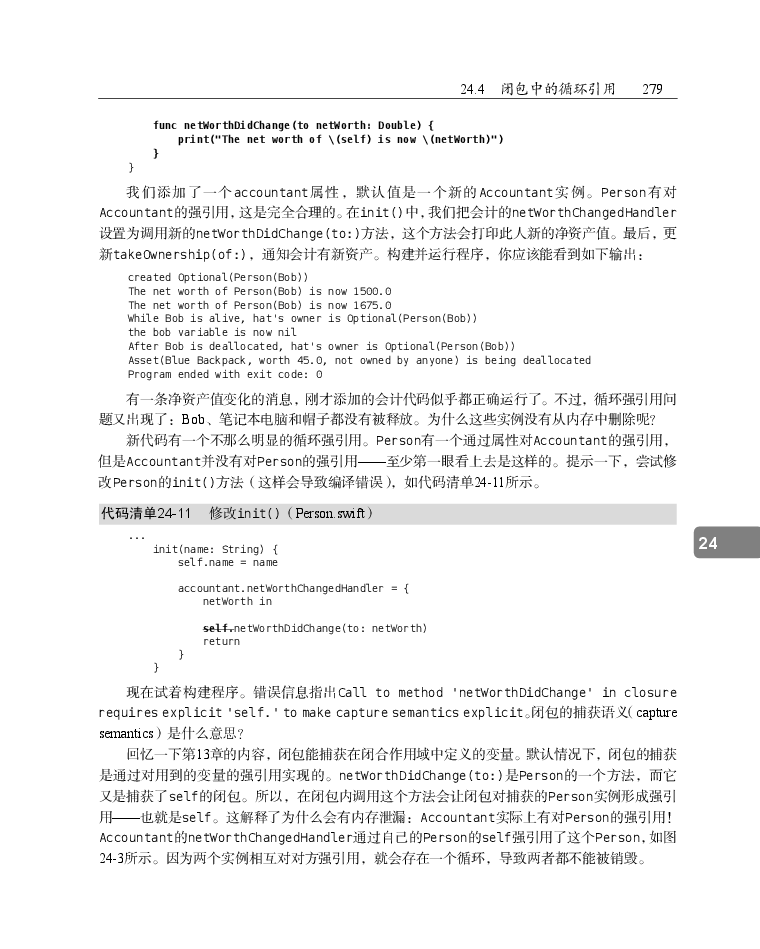 24.4 闭包中的循环引用 279
func netWorthDidChange(to netWorth: Double) {
print("The net worth of \(self) is now \(netWorth)")
}
}
我们添加了一个accountant属性，默认值是一个新的Accountant实例。Person有对
Accountant的强引用，这是完全合理的。在init()中，我们把会计的netWorthChangedHandler
设置为调用新的netWorthDidChange(to:)方法，这个方法会打印此人新的净资产值。最后，更
新takeOwnership(of:)，通知会计有新资产。构建并运行程序，你应该能看到如下输出：
created Optional(Person(Bob))
The net worth of Person(Bob) is now 1500.0
The net worth of Person(Bob) is now 1675.0
While Bob is alive, hat's owner is Optional(Person(Bob))
the bob variable is now nil
After Bob is deallocated, hat's owner is Optional(Person(Bob))
Asset(Blue Backpack, worth 45.0, not owned by anyone) is being deallocated
Program ended with exit code: 0
有一条净资产值变化的消息，刚才添加的会计代码似乎都正确运行了。不过，循环强引用问
题又出现了：Bob、笔记本电脑和帽子都没有被释放。为什么这些实例没有从内存中删除呢?
新代码有一个不那么明显的循环强引用。Person有一个通过属性对Accountant的强引用，
但是Accountant并没有对Person的强引用——至少第一眼看上去是这样的。提示一下，尝试修
改Person的init()方法（这样会导致编译错误），如代码清单24-11所示。
代码清单24-11 修改init()（Person.swift）
...
init(name: String) {
self.name = name
accountant.netWorthChangedHandler = {
netWorth in
self.netWorthDidChange(to: netWorth)
return
}
}
24
现在试着构建程序。错误信息指出Call to method 'netWorthDidChange' in closure
requires explicit 'self.' to make capture semantics explicit。闭包的捕获语义（capture
semantics）是什么意思?
回忆一下第13章的内容，闭包能捕获在闭合作用域中定义的变量。默认情况下，闭包的捕获
是通过对用到的变量的强引用实现的。netWorthDidChange(to:)是Person的一个方法，而它
又是捕获了self的闭包。所以，在闭包内调用这个方法会让闭包对捕获的Person实例形成强引
用——也就是self。这解释了为什么会有内存泄漏：Accountant实际上有对Person的强引用！
Accountant的netWorthChangedHandler通过自己的Person的self强引用了这个Person，如图
24-3所示。因为两个实例相互对对方强引用，就会存在一个循环，导致两者都不能被销毁。